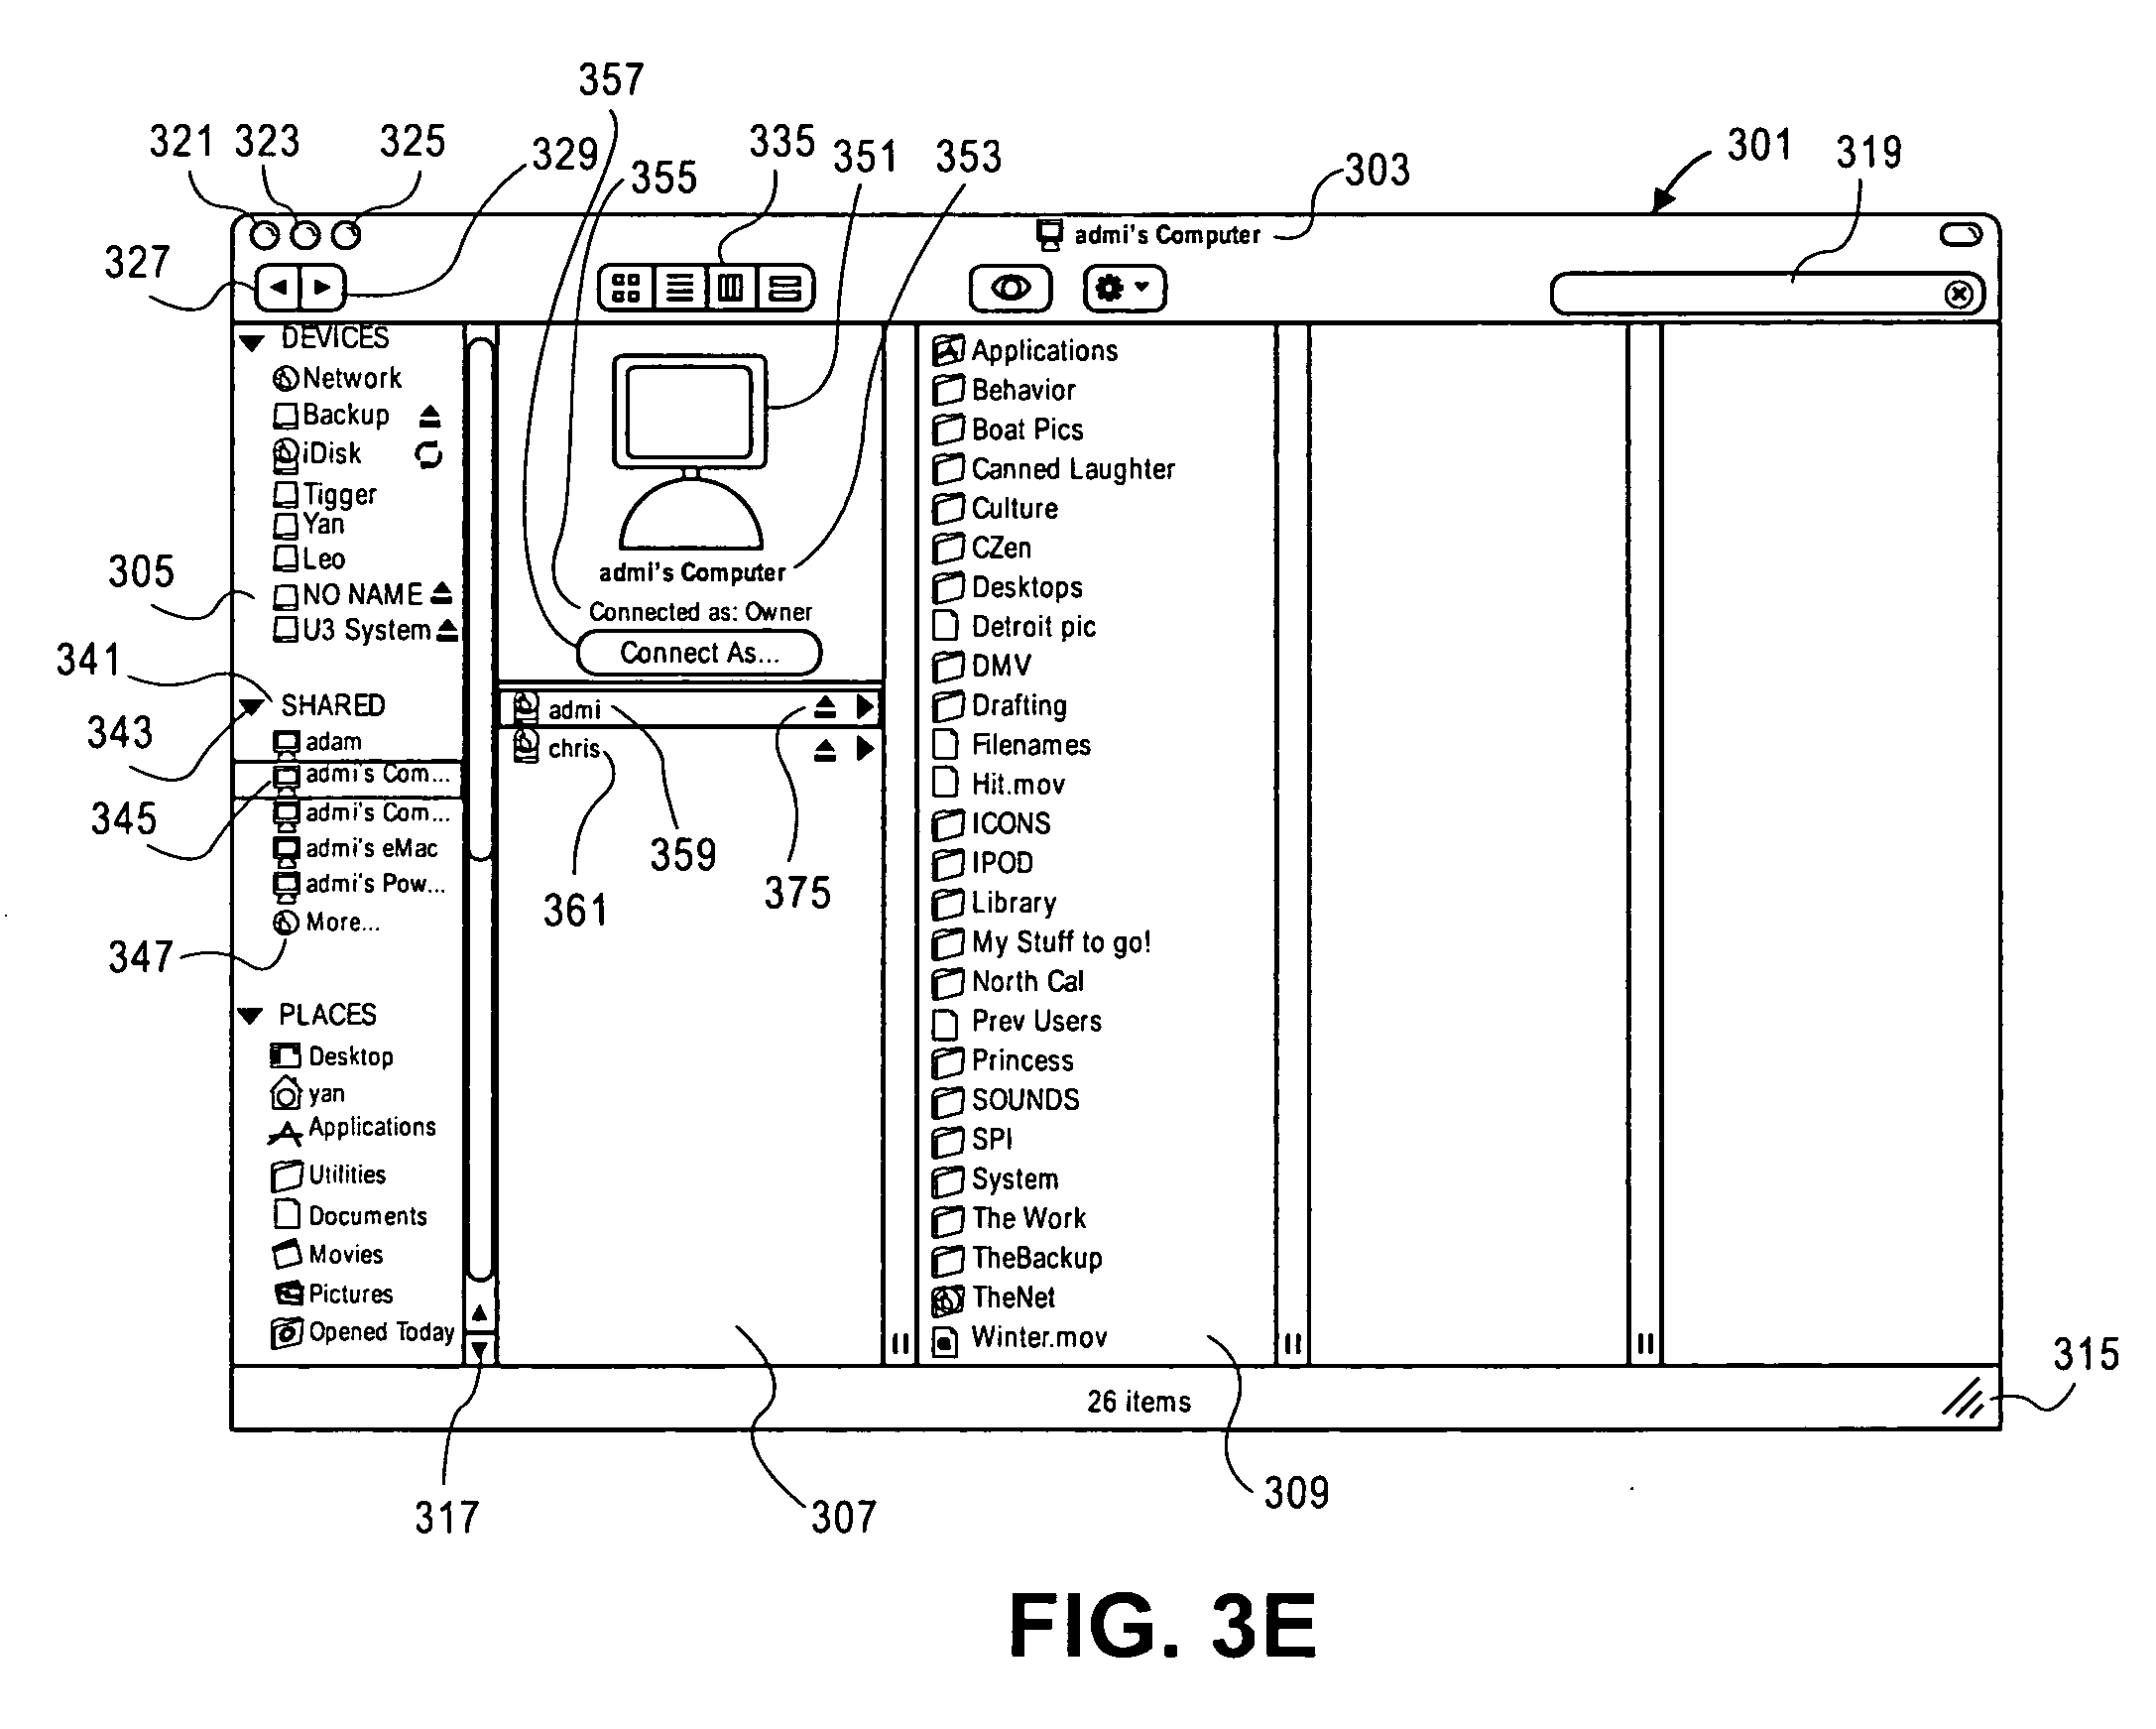 357
321 323 325 329 335 351 353 301 319
355 303
admi's Computer
327
DEVICES
Network
Backup
iDisk
Tigger
Yan
Leo
305
NO NAME
U3 System
341
SHARED
343
adam
admi's Com...
345
admi's Com...
admi's eMac
admi's Pow...
More...
347
PLACES
Desktop
yan
Applications
Utilities
Documents
Movies
Pictures
Opened Today
admi's Computer
Connected as: Owner
Connect As...
admi
chris
359
361
375
Applications
Behavior
Boat Pics
Canned Laughter
Culture
CZen
Desktops
Detroit pic
DMV
Drafting
Filenames
Hit.mov
ICONS
IPOD
Library
My Stuff to go!
North Cal
Prev Users
Princess
SOUNDS
SPI
System
The Work
TheBackup
TheNet
Winter.mov
26 items
315
317
307
309
FIG. 3E